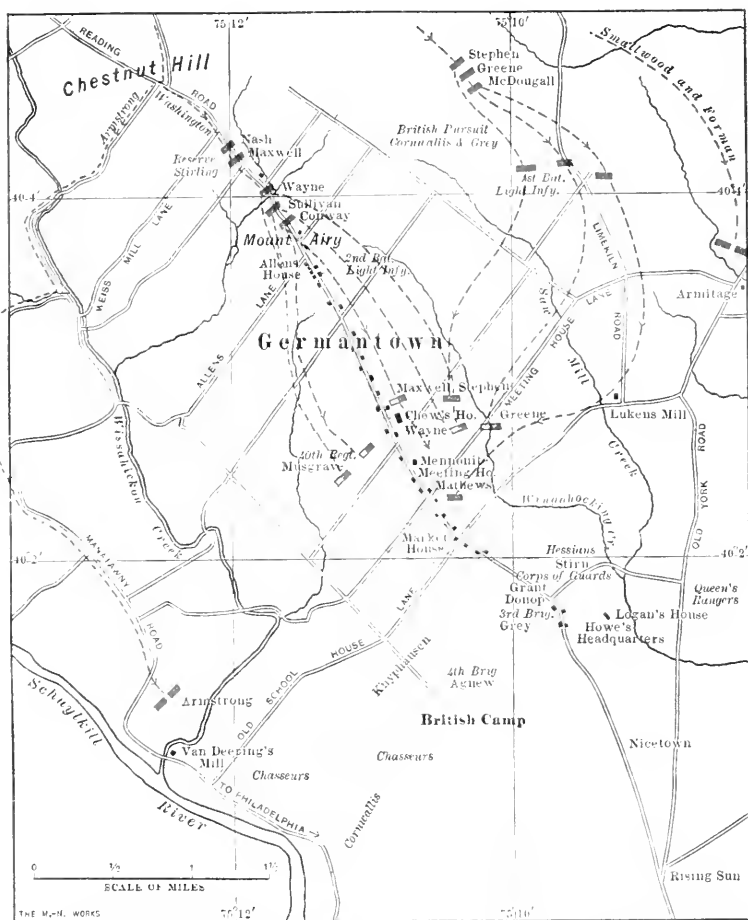 75°12′
75°10′
READING
ROAD
Chestnut Hill
Washington
Armstrong
Stephen
Greene
McDougall
Smallwood and Forman
Nash
Maxwell
Reserve
Stirling
British Pursuit
Cornwallis & Grey
1st Bat.
Light Infy.
40°4′
40°4′
Wayne
Sullivan
Conway
Mount Airy
Allens
House
2nd Bat.
Light Infy.
WEISS MILL LANE
ALLENS LANE
LIMEKILN
ROAD
Armitage
Saw
Mill
Creek
MEETING HOUSE LANE
Germantown
Maxwell
Stephen
Chew's Ho.
Wayne
Greene
Lukens Mill
40th Regt.
Musgrave
Mennonit
Meeting Ho.
Mathews
Wissahickon
Creek
OLD YORK ROAD
Market
House
40°2′
40°2′
Hessians
Stirn
Corps of Guards
Grant
Donop
3rd Brig.
Grey
Queen's
Rangers
Logan's House
Howe's
Headquarters
MANATAWNY
ROAD
OLD SCHOOL HOUSE LANE
Knyphausen
4th Brig
Agnew
Armstrong
British Camp
Schuylkill
River
Van Deering's
Mill
Chasseurs
Chasseurs
Nicetown
TO PHILADELPHIA
Cornwallis
Rising Sun
0 ½ 1 1½
SCALE OF MILES
THE M.-N. WORKS
75°12′
75°10′